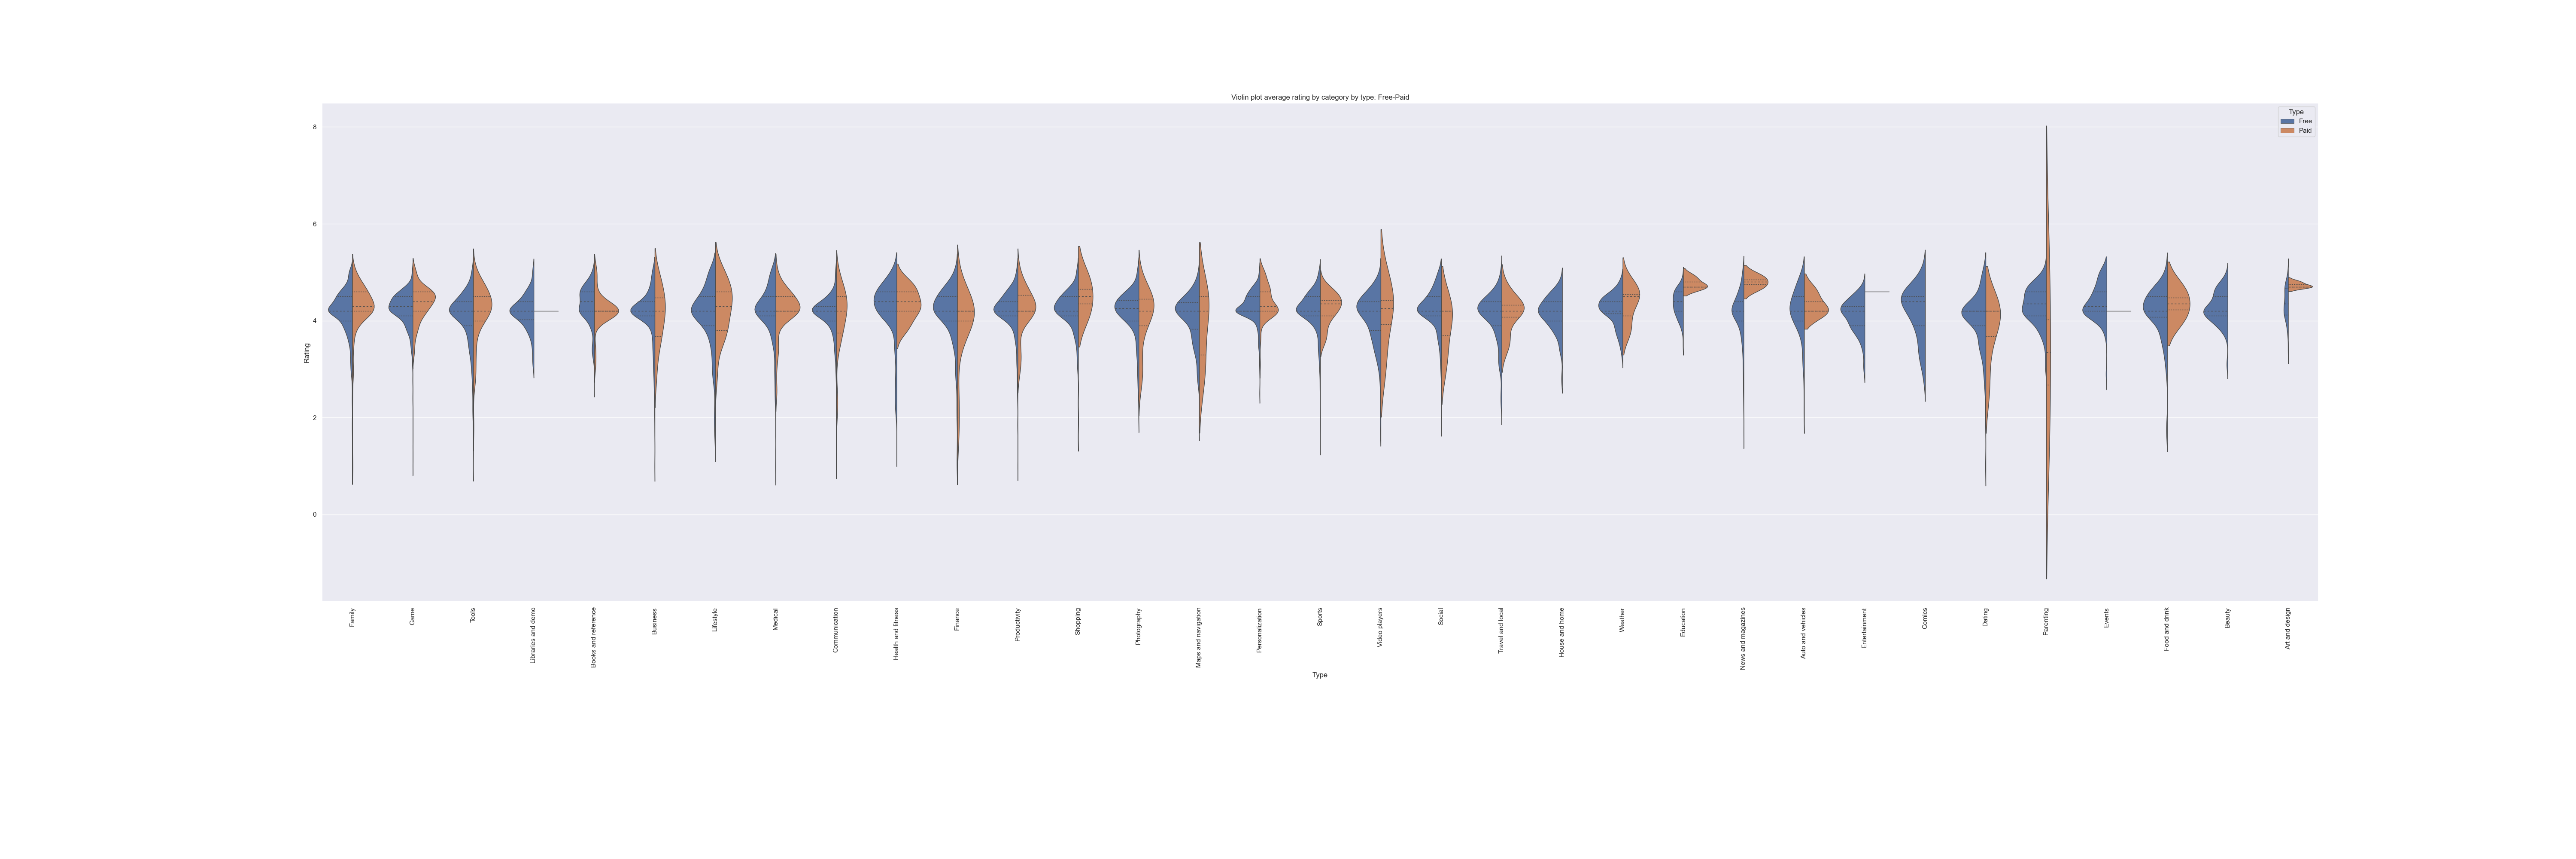 Violin plot average rating by category by type: Free-Paid
Type
Free
Paid
8
6
4
2
0
Rating
Family
Game
Tools
Libraries and demo
Books and reference
Business
Lifestyle
Medical
Communication
Health and fitness
Finance
Productivity
Shopping
Photography
Maps and navigation
Personalization
Sports
Video players
Social
Travel and local
House and home
Weather
Education
News and magazines
Auto and vehicles
Entertainment
Comics
Dating
Parenting
Events
Food and drink
Beauty
Art and design
Type